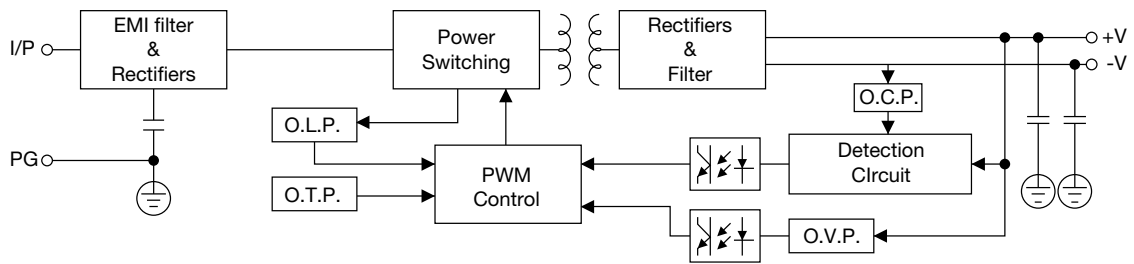 I/P
EMI filter
&
Rectifiers
Power
Switching
Rectifiers
&
Filter
+V
-V
O.C.P.
O.L.P.
PG
PWM
Control
Detection
CIrcuit
O.T.P.
O.V.P.